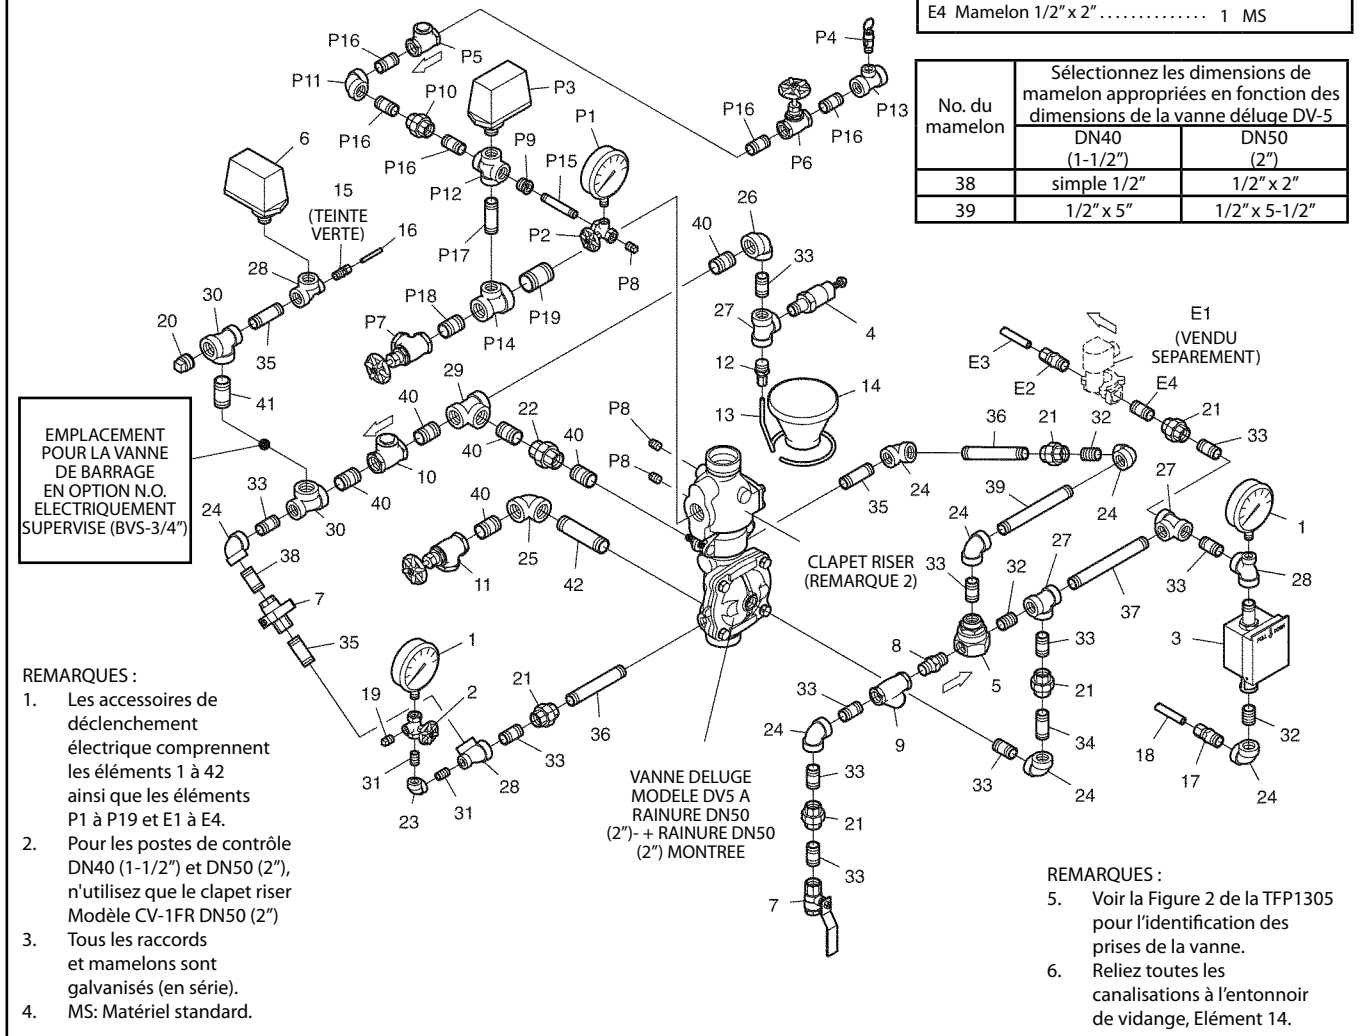 E4 Mamelon 1/2” x 2” . . . . . . . . . . . . . . 1 MS
No. du
mamelon
Sélectionnez les dimensions de
mamelon appropriées en fonction des
dimensions de la vanne déluge DV-5
DN40
(1-1/2”)
DN50
(2”)
38
simple 1/2”
1/2” x 2”
39
1/2” x 5”
1/2” x 5-1/2”
P16
P5
P11
P10
P3
P4
P13
P16
P16
P6
P16
P16
P12
P9
P15
P1
P17
P2
P8
6
15
(TEINTE
VERTE)
16
28
30
20
35
41
P18
P7
P14
P19
40
26
33
27
4
12
13
14
E1
(VENDU
SEPAREMENT)
E3
E2
E4
21
33
29
40
22
40
40
10
40
P8
P8
36
21
32
24
24
35
39
27
1
EMPLACEMENT
POUR LA VANNE
DE BARRAGE
EN OPTION N.O.
ELECTRIQUEMENT
SUPERVISE (BVS-3/4”)
24
33
30
38
7
35
40
25
11
42
CLAPET RISER
(REMARQUE 2)
24
33
32
27
37
33
28
3
PULL DOWN
8
5
33
21
34
24
33
9
33
24
33
21
33
7
18
17
32
24
1
19
2
21
36
33
28
31
31
23
VANNE DELUGE
MODELE DV5 A
RAINURE DN50
(2”)- + RAINURE DN50
(2”) MONTREE
REMARQUES :
1. Les accessoires de
déclenchement
électrique comprennent
les éléments 1 à 42
ainsi que les éléments
P1 à P19 et E1 à E4.
2. Pour les postes de contrôle
DN40 (1-1/2”) et DN50 (2”),
n'utilisez que le clapet riser
Modèle CV-1FR DN50 (2”)
3. Tous les raccords
et mamelons sont
galvanisés (en série).
4. MS: Matériel standard.
REMARQUES :
5. Voir la Figure 2 de la TFP1305
pour l’identification des
prises de la vanne.
6. Reliez toutes les
canalisations à l’entonnoir
de vidange, Elément 14.